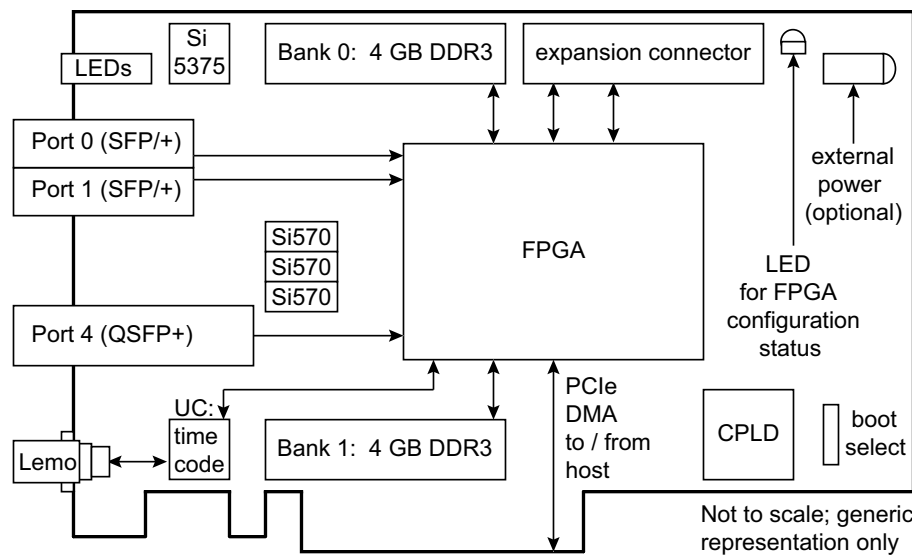 Si
5375
LEDs
Bank 0: 4 GB DDR3
expansion connector
Port 0 (SFP/+)
Port 1 (SFP/+)
external
power
(optional)
Si570
Si570
Si570
FPGA
LED
for FPGA
configuration
status
Port 4 (QSFP+)
UC:
time
code
Lemo
Bank 1: 4 GB DDR3
PCIe
DMA
to / from
host
CPLD
boot
select
Not to scale; generic
representation only